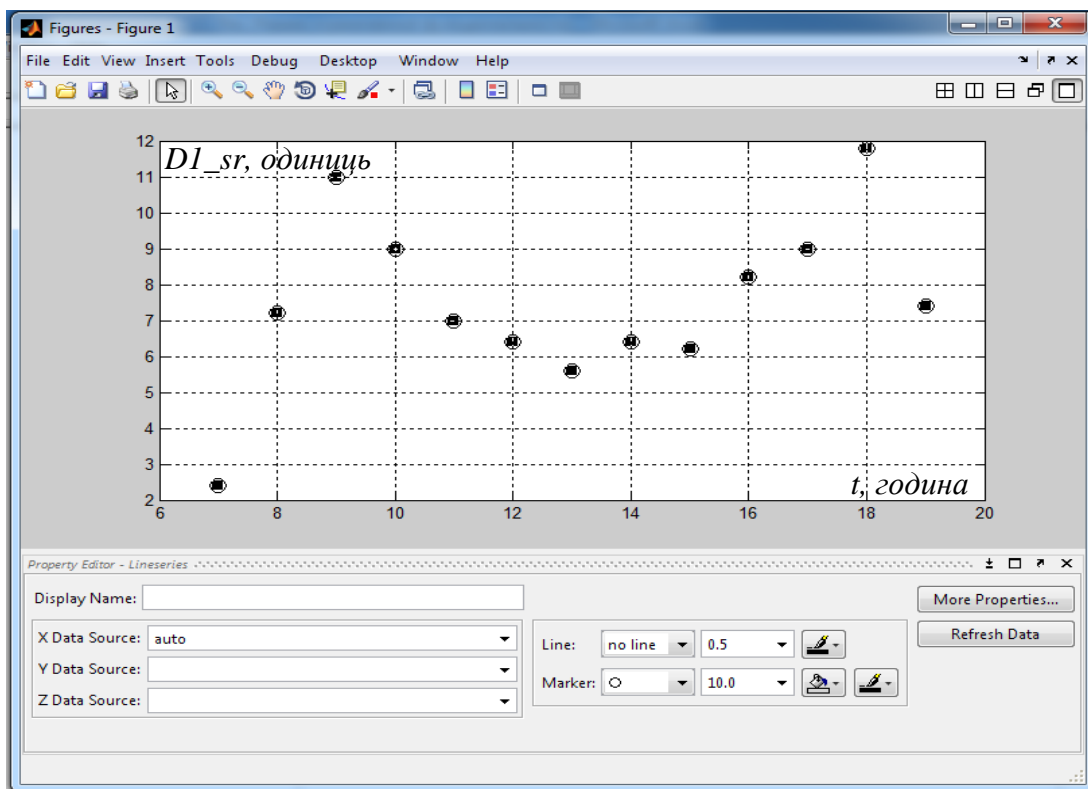 Figures - Figure 1
File Edit View Insert Tools Debug Desktop Window Help
12 D1_sr, одиниць
11
10
9
8
7
6
5
4
3
2 t, година
6 8 10 12 14 16 18 20
Property Editor - Lineseries
Display Name:
More Properties...
X Data Source: auto
Line: no line 0.5
Refresh Data
Y Data Source:
Marker: 10.0
Z Data Source: